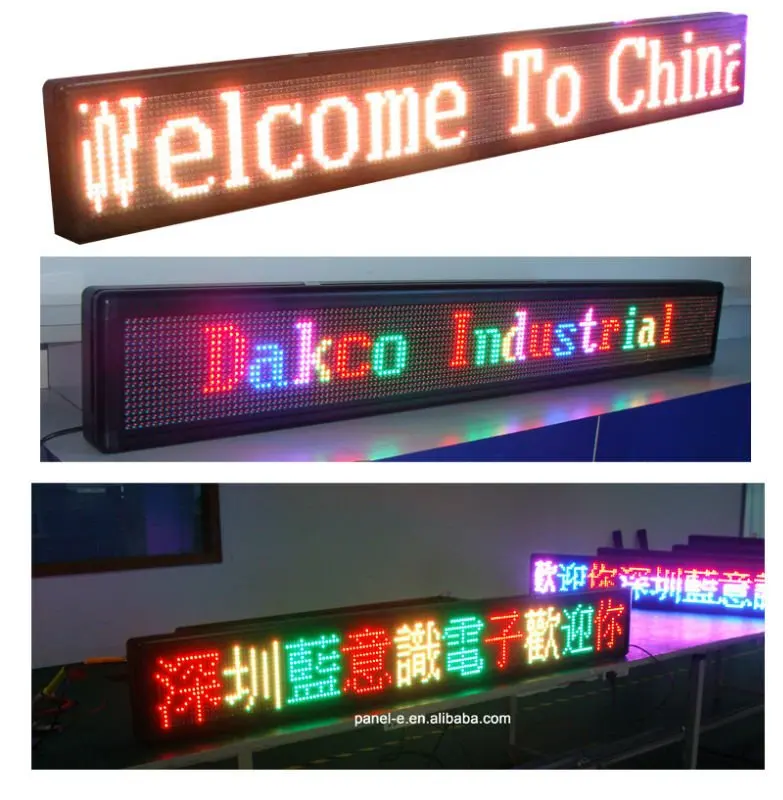 Welcome To China
Dakco Industrial
歡迎你深圳藍意識
深圳藍意識電子歡迎你
panel-e.en.alibaba.com